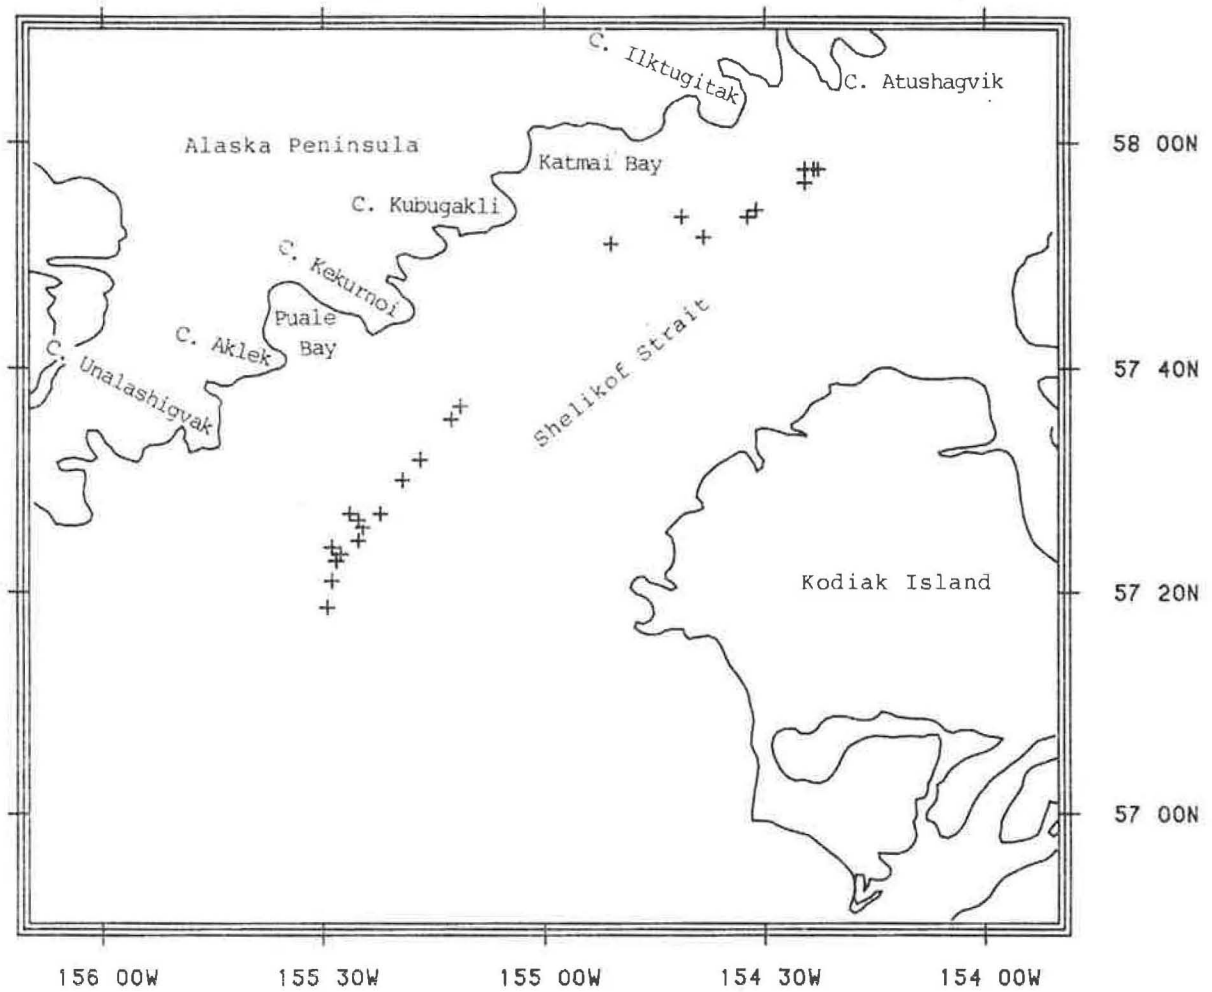 C. Ilktugitak
C. Atushagvik
Alaska Peninsula
58 00N
Katmai Bay
C. Kubugakli
C. Kekurnoi
Puale
Bay
C. Aklek
C. Unalashigvak
Shelikof Strait
57 40N
Kodiak Island
57 20N
57 00N
156 00W 155 30W 155 00W 154 30W 154 00W